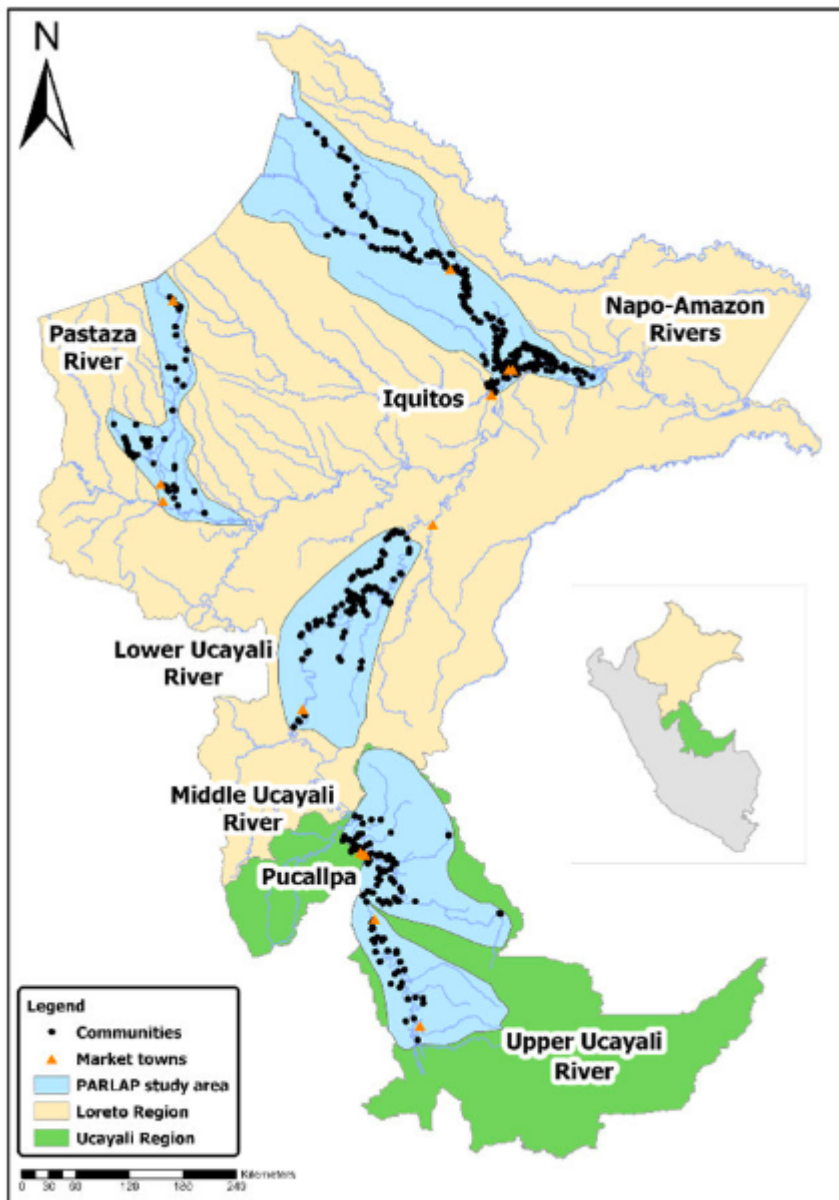 N
Napo-Amazon
Rivers
Pastaza
River
Iquitos
Lower Ucayali
River
Middle Ucayali
River
Pucallpa
Upper Ucayali
River
Legend
Communities
Market towns
PARLAP study area
Loreto Region
Ucayali Region
Kilometers
0 30 60 120 180 240